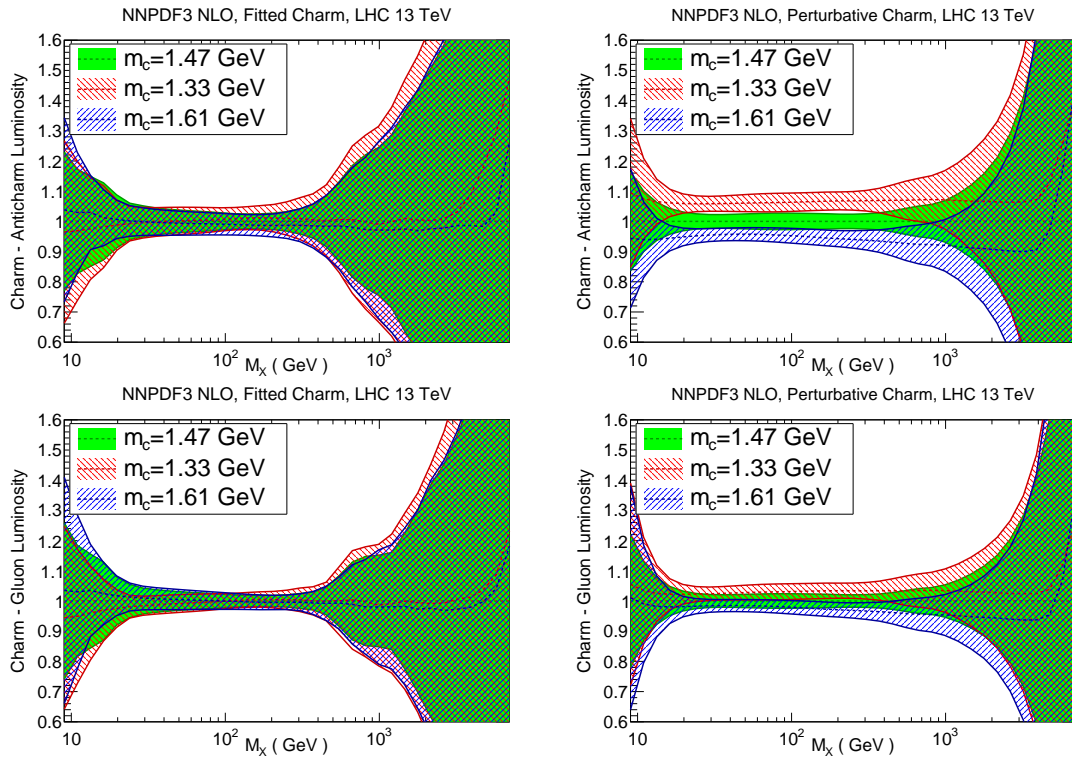 NNPDF3 NLO, Fitted Charm, LHC 13 TeV
Charm - Anticharm Luminosity
1.6
1.5
1.4
1.3
1.2
1.1
1
0.9
0.8
0.7
0.6
m_c=1.47 GeV
m_c=1.33 GeV
m_c=1.61 GeV
10 10^2 10^3
M_X ( GeV )
NNPDF3 NLO, Perturbative Charm, LHC 13 TeV
Charm - Anticharm Luminosity
1.6
1.5
1.4
1.3
1.2
1.1
1
0.9
0.8
0.7
0.6
m_c=1.47 GeV
m_c=1.33 GeV
m_c=1.61 GeV
10 10^2 10^3
M_X ( GeV )
NNPDF3 NLO, Fitted Charm, LHC 13 TeV
Charm - Gluon Luminosity
1.6
1.5
1.4
1.3
1.2
1.1
1
0.9
0.8
0.7
0.6
m_c=1.47 GeV
m_c=1.33 GeV
m_c=1.61 GeV
10 10^2 10^3
M_X ( GeV )
NNPDF3 NLO, Perturbative Charm, LHC 13 TeV
Charm - Gluon Luminosity
1.6
1.5
1.4
1.3
1.2
1.1
1
0.9
0.8
0.7
0.6
m_c=1.47 GeV
m_c=1.33 GeV
m_c=1.61 GeV
10 10^2 10^3
M_X ( GeV )